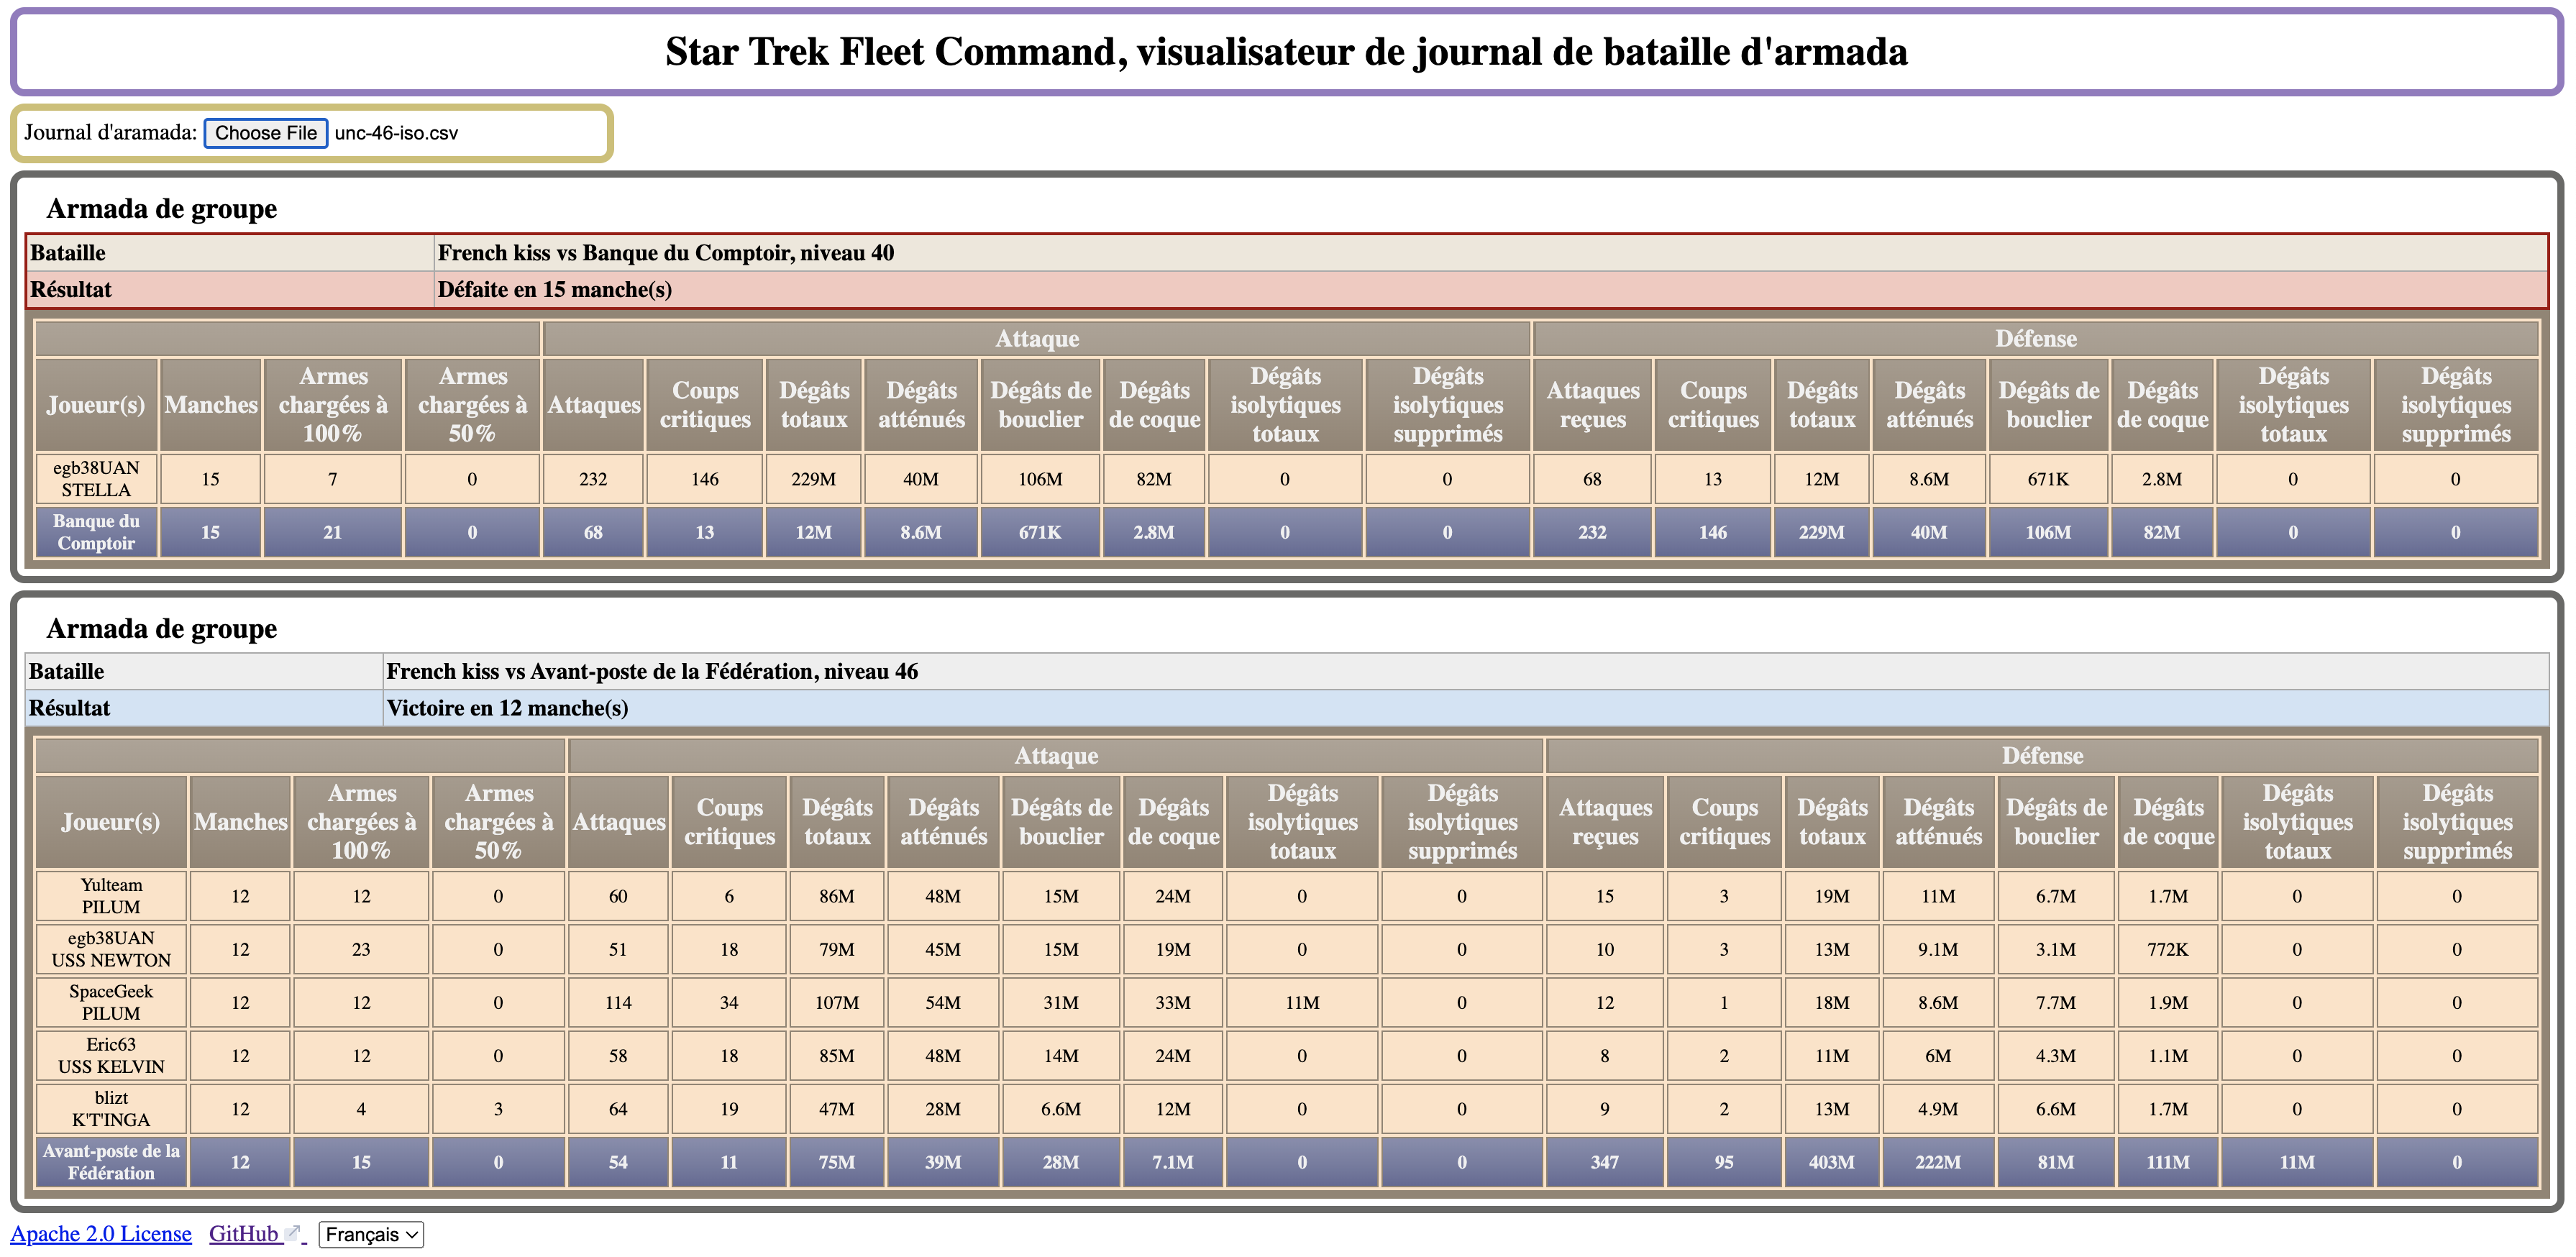 Star Trek Fleet Command, visualisateur de journal de bataille d'armada
Journal d'aramada: Choose File unc-46-iso.csv
Armada de groupe
Bataille French kiss vs Banque du Comptoir, niveau 40
Résultat Défaite en 15 manche(s)
Attaque Défense
Joueur(s) Manches Armes chargées à 100% Armes chargées à 50% Attaques Coups critiques Dégâts totaux Dégâts atténués Dégâts de bouclier Dégâts de coque Dégâts isolytiques totaux Dégâts isolytiques supprimés Attaques reçues Coups critiques Dégâts totaux Dégâts atténués Dégâts de bouclier Dégâts de coque Dégâts isolytiques totaux Dégâts isolytiques supprimés
egb38UAN STELLA 15 7 0 232 146 229M 40M 106M 82M 0 0 68 13 12M 8.6M 671K 2.8M 0 0
Banque du Comptoir 15 21 0 68 13 12M 8.6M 671K 2.8M 0 0 232 146 229M 40M 106M 82M 0 0
Armada de groupe
Bataille French kiss vs Avant-poste de la Fédération, niveau 46
Résultat Victoire en 12 manche(s)
Attaque Défense
Joueur(s) Manches Armes chargées à 100% Armes chargées à 50% Attaques Coups critiques Dégâts totaux Dégâts atténués Dégâts de bouclier Dégâts de coque Dégâts isolytiques totaux Dégâts isolytiques supprimés Attaques reçues Coups critiques Dégâts totaux Dégâts atténués Dégâts de bouclier Dégâts de coque Dégâts isolytiques totaux Dégâts isolytiques supprimés
Yulteam PILUM 12 12 0 60 6 86M 48M 15M 24M 0 0 15 3 19M 11M 6.7M 1.7M 0 0
egb38UAN USS NEWTON 12 23 0 51 18 79M 45M 15M 19M 0 0 10 3 13M 9.1M 3.1M 772K 0 0
SpaceGeek PILUM 12 12 0 114 34 107M 54M 31M 33M 11M 0 12 1 18M 8.6M 7.7M 1.9M 0 0
Eric63 USS KELVIN 12 12 0 58 18 85M 48M 14M 24M 0 0 8 2 11M 6M 4.3M 1.1M 0 0
blizt K'T'INGA 12 4 3 64 19 47M 28M 6.6M 12M 0 0 9 2 13M 4.9M 6.6M 1.7M 0 0
Avant-poste de la Fédération 12 15 0 54 11 75M 39M 28M 7.1M 0 0 347 95 403M 222M 81M 111M 11M 0
Apache 2.0 License GitHub Français